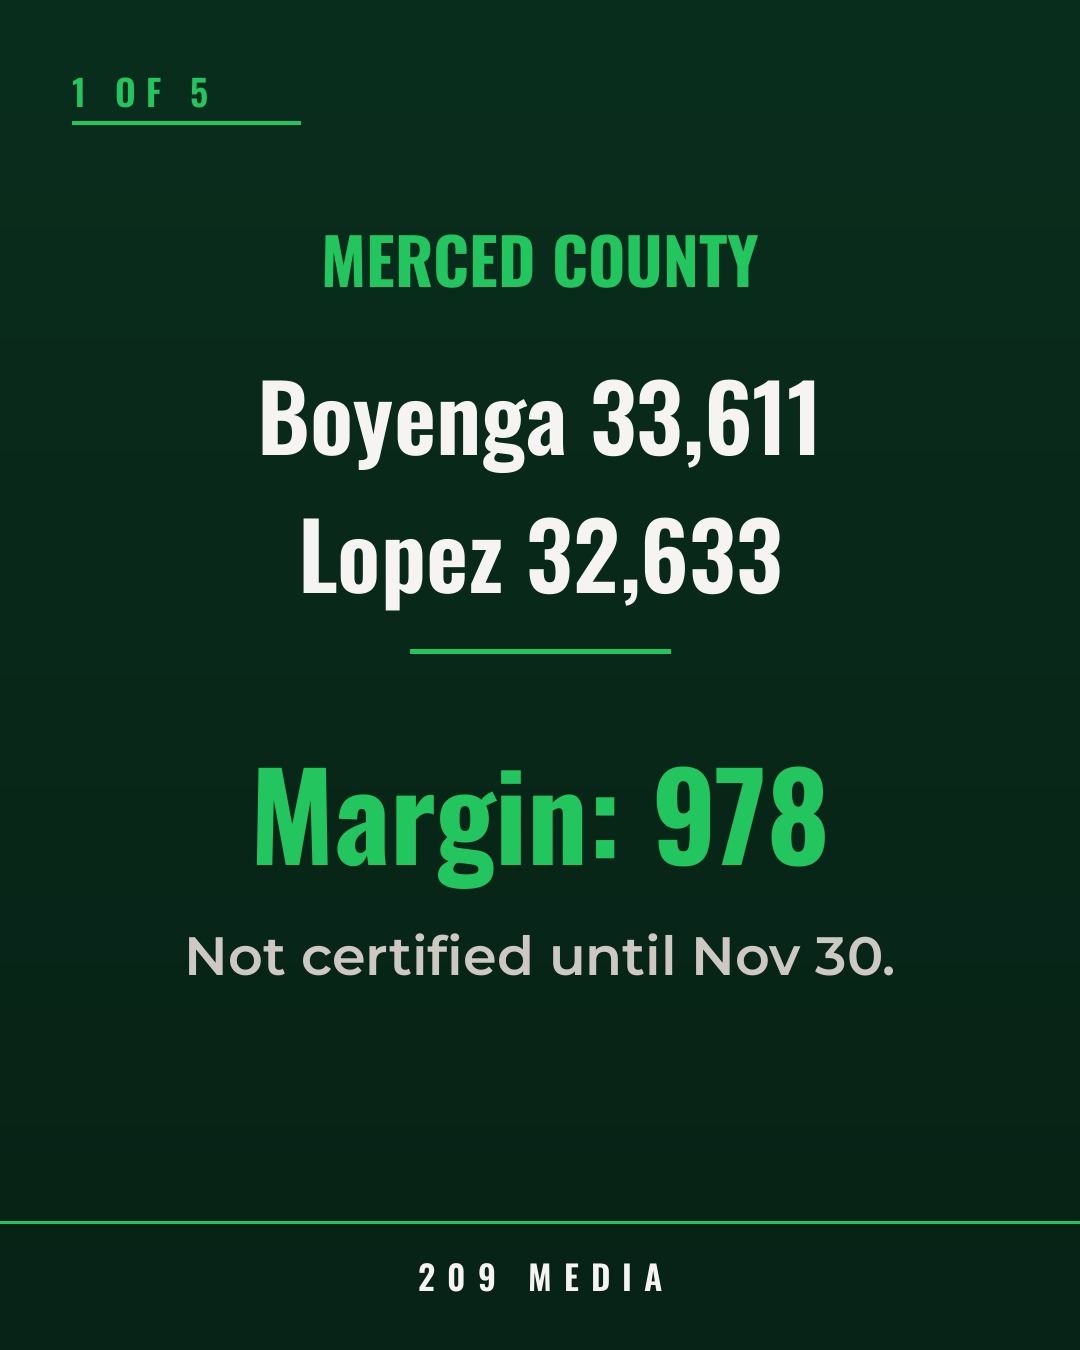 1 OF 5
MERCED COUNTY
Boyenga 33,611
Lopez 32,633
Margin: 978
Not certified until Nov 30.
209 MEDIA